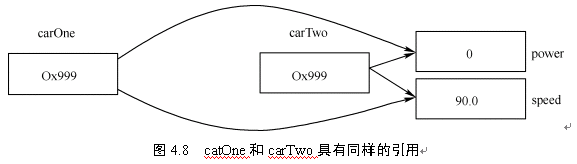 carOne
carTwo
Ox999
Ox999
0
power
90.0
speed
图 4.8 catOne 和 carTwo 具有同样的引用